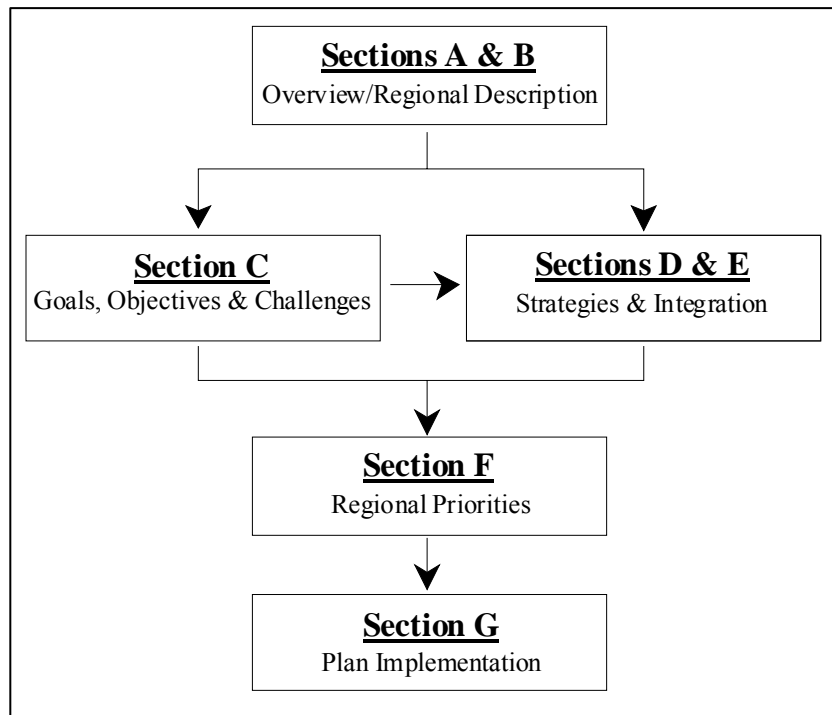 Sections A & B
Overview/Regional Description
Section C
Goals, Objectives & Challenges
Sections D & E
Strategies & Integration
Section F
Regional Priorities
Section G
Plan Implementation